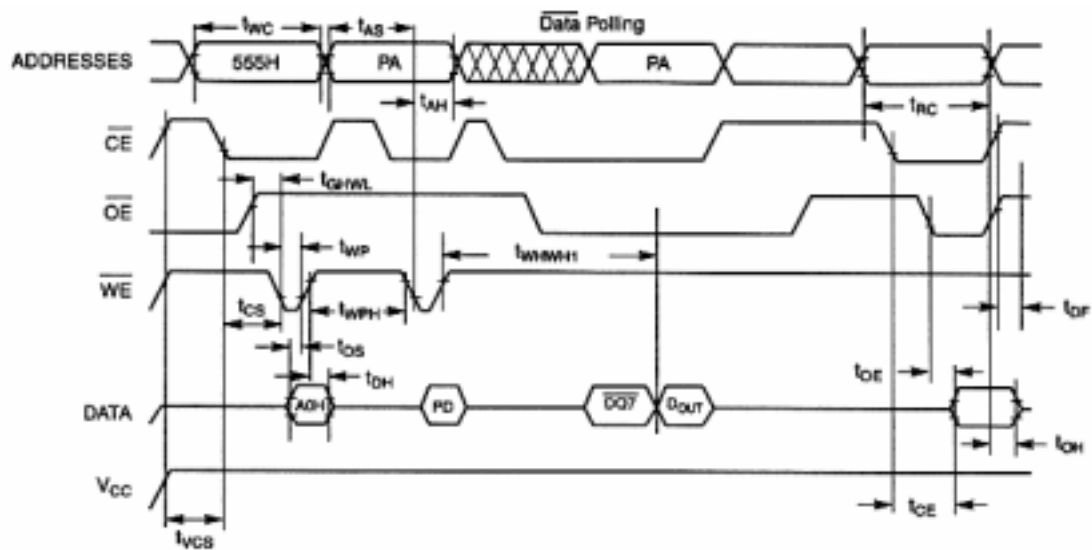 tWC
tAS
Data Polling
ADDRESSES
555H
PA
PA
tAH
tRC
CE
tGHWL
OE
tWP
tWHWH1
WE
tCS
tWPH
tDF
tDS
tOE
tDH
DATA
A0H
PD
DQ7
DOUT
tOH
VCC
tCE
tVCS